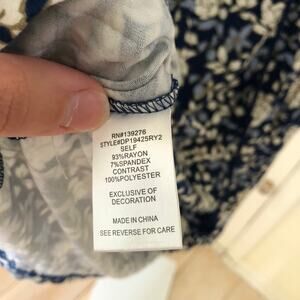 RN#139276
STYLE#DP19425RY2
SELF
93%RAYON
7%SPANDEX
CONTRAST
100%POLYESTER
EXCLUSIVE OF
DECORATION
MADE IN CHINA
SEE REVERSE FOR CARE